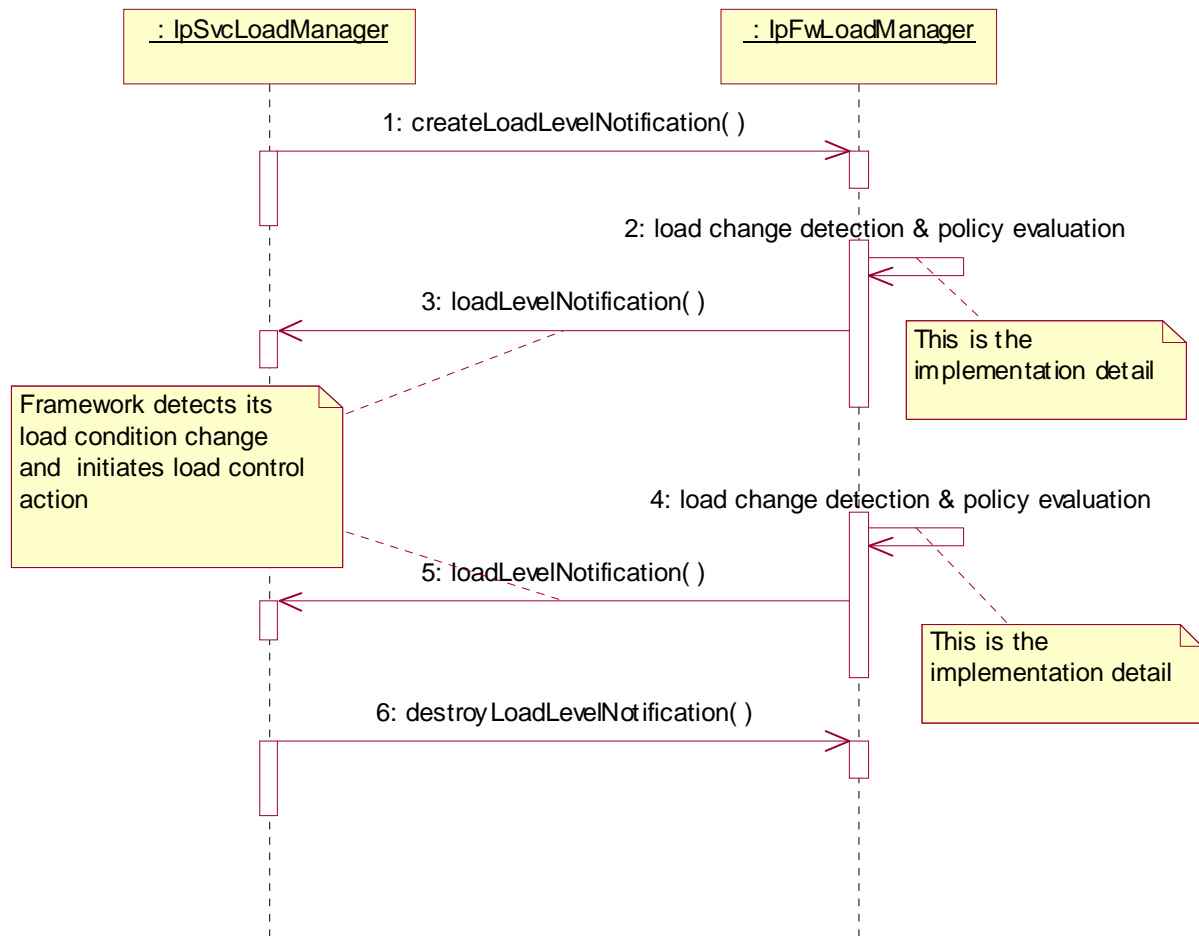 : IpSvcLoadManager
: IpFwLoadManager
1: createLoadLevelNotification( )
2: load change detection & policy evaluation
3: loadLevelNotification( )
This is the
implementation detail
Framework detects its
load condition change
and initiates load control
action
4: load change detection & policy evaluation
5: loadLevelNotification( )
This is the
implementation detail
6: destroyLoadLevelNotification( )